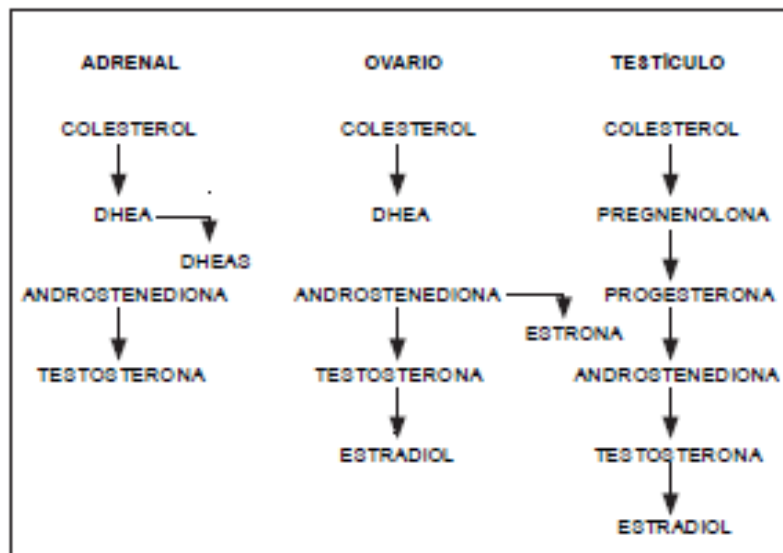 ADRENAL OVARIO TESTÍCULO
COLESTEROL COLESTEROL COLESTEROL
DHEA DHEA PREGNENOLONA
DHEAS
ANDROSTENEDIONA ANDROSTENEDIONA PROGESTERONA
ESTRONA
TESTOSTERONA TESTOSTERONA ANDROSTENEDIONA
ESTRADIOL TESTOSTERONA
ESTRADIOL